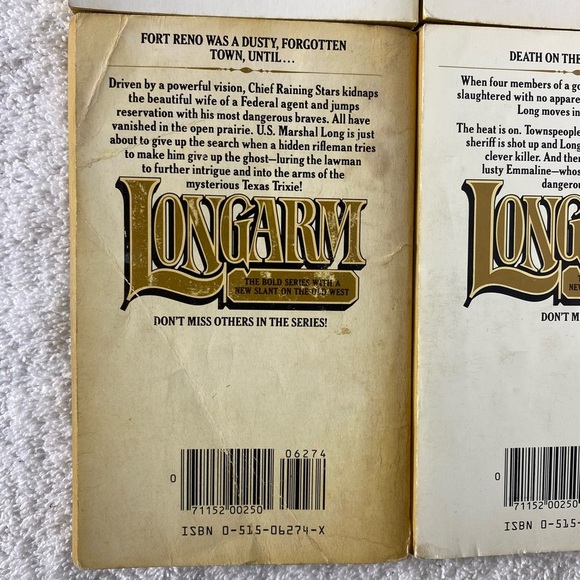 FORT RENO WAS A DUSTY, FORGOTTEN
TOWN, UNTIL...
Driven by a powerful vision, Chief Raining Stars kidnaps
the beautiful wife of a Federal agent and jumps
reservation with his most dangerous braves. All have
vanished in the open prairie. U.S. Marshal Long is just
about to give up the search when a hidden rifleman tries
to make him give up the ghost—luring the lawman
to further intrigue and into the arms of the
mysterious Texas Trixie!
LONGARM
THE BOLD SERIES WITH A
NEW SLANT ON THE OLD WEST
DON'T MISS OTHERS IN THE SERIES!
06274
0
71152 00250
ISBN 0-515-06274-X
DEATH ON THE
When four members of a
slaughtered with no appare
Long moves in
The heat is on. Townspeople
sheriff is shot up and Long
clever killer. And then
lusty Emmaline—whos
dangerou
LONG
NEW
DON'T M
0
71152 00250
ISBN 0-515-